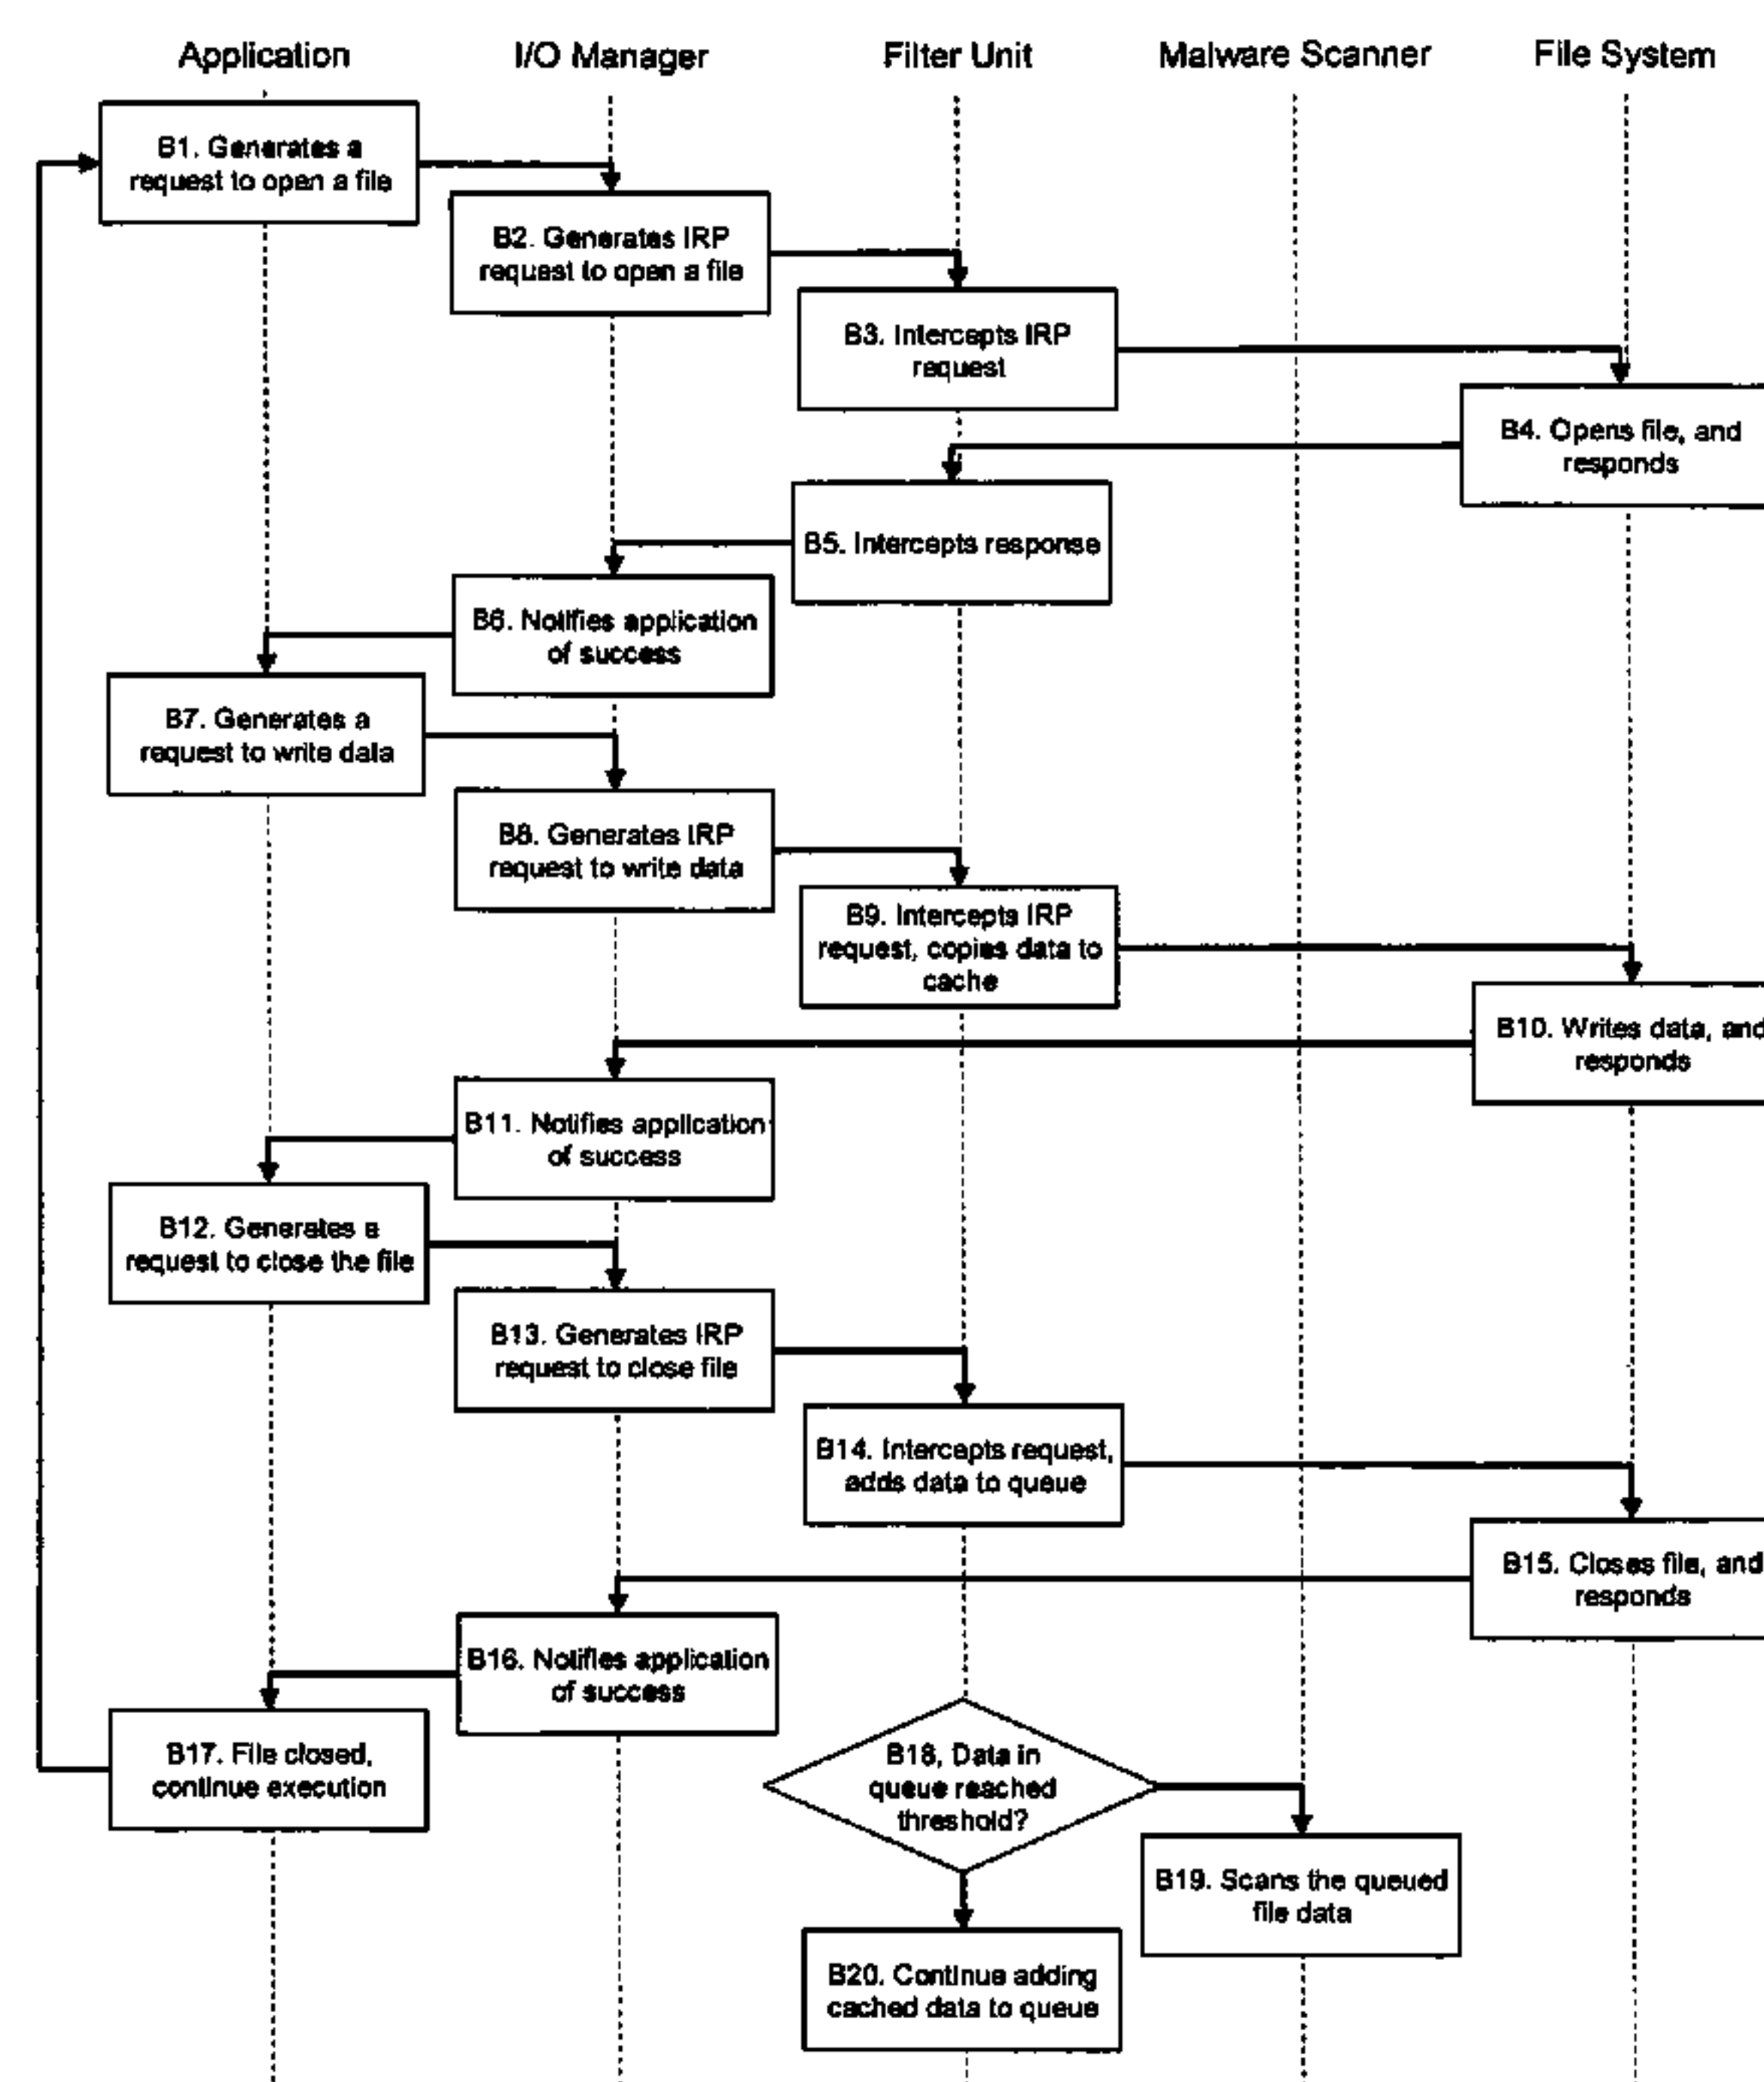 Application
I/O Manager
Filter Unit
Malware Scanner
File System
B1. Generates a
request to open a file
B2. Generates IRP
request to open a file
B3. Intercepts IRP
request
B4. Opens file, and
responds
B5. Intercepts response
B6. Notifies application
of success
B7. Generates a
request to write data
B8. Generates IRP
request to write data
B9. Intercepts IRP
request, copies data to
cache
B10. Writes data, and
responds
B11. Notifies application
of success
B12. Generates a
request to close the file
B13. Generates IRP
request to close file
B14. Intercepts request,
adds data to queue
B15. Closes file, and
responds
B16. Notifies application
of success
B17. File closed,
continue execution
B18, Data in
queue reached
threshold?
B19. Scans the queued
file data
B20. Continue adding
cached data to queue